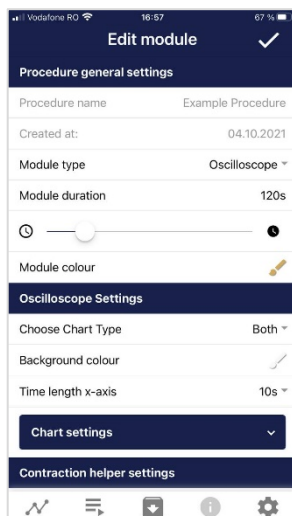 Vodafone RO 16:57 67 %
Edit module
Procedure general settings
Procedure name Example Procedure
Created at: 04.10.2021
Module type Oscilloscope
Module duration 120s
Module colour
Oscilloscope Settings
Choose Chart Type Both
Background colour
Time length x-axis 10s
Chart settings
Contraction helper settings